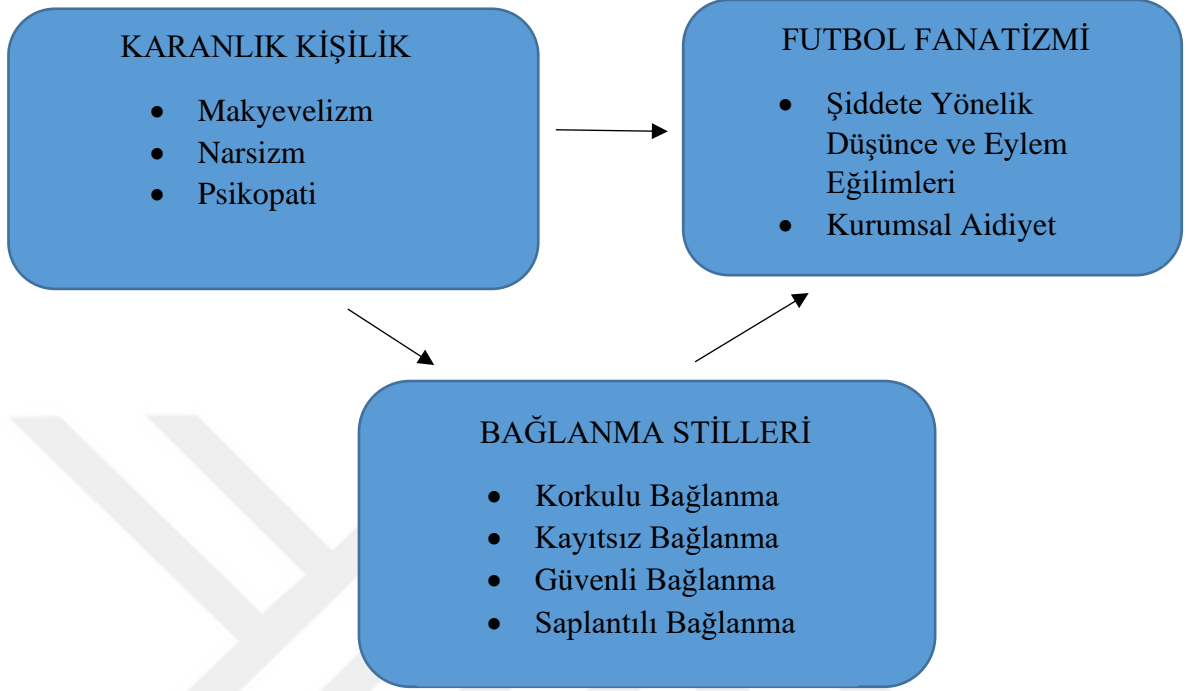 KARANLIK KİŞİLİK
• Makyevelizm
• Narsizm
• Psikopati
FUTBOL FANATİZMİ
• Şiddete Yönelik
Düşünce ve Eylem
Eğilimleri
• Kurumsal Aidiyet
BAĞLANMA STİLLERİ
• Korkulu Bağlanma
• Kayıtsız Bağlanma
• Güvenli Bağlanma
• Saplantılı Bağlanma